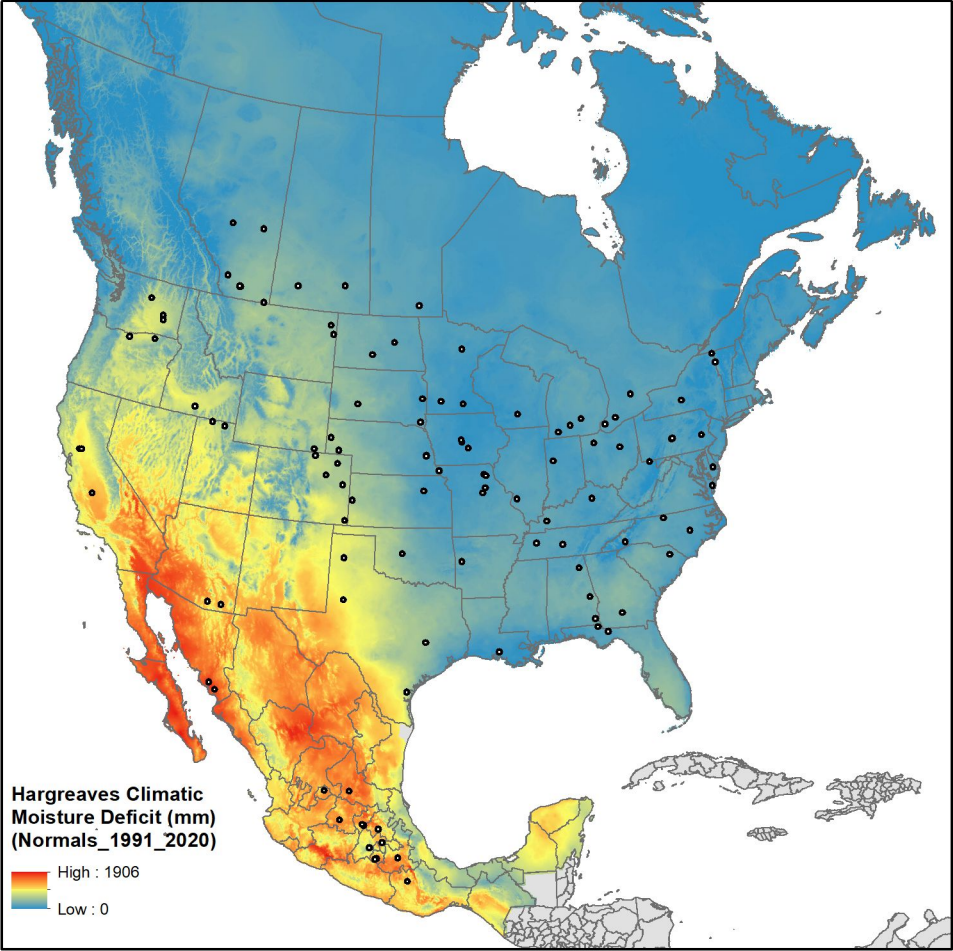 Hargreaves Climatic
Moisture Deficit (mm)
(Normals_1991_2020)
High : 1906
Low : 0